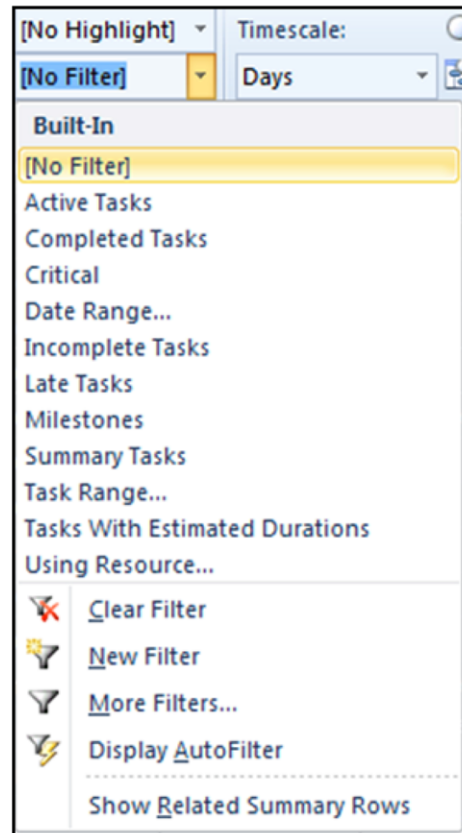 [No Highlight] Timescale:
[No Filter] Days
Built-In
[No Filter]
Active Tasks
Completed Tasks
Critical
Date Range...
Incomplete Tasks
Late Tasks
Milestones
Summary Tasks
Task Range...
Tasks With Estimated Durations
Using Resource...
Clear Filter
New Filter
More Filters...
Display AutoFilter
Show Related Summary Rows